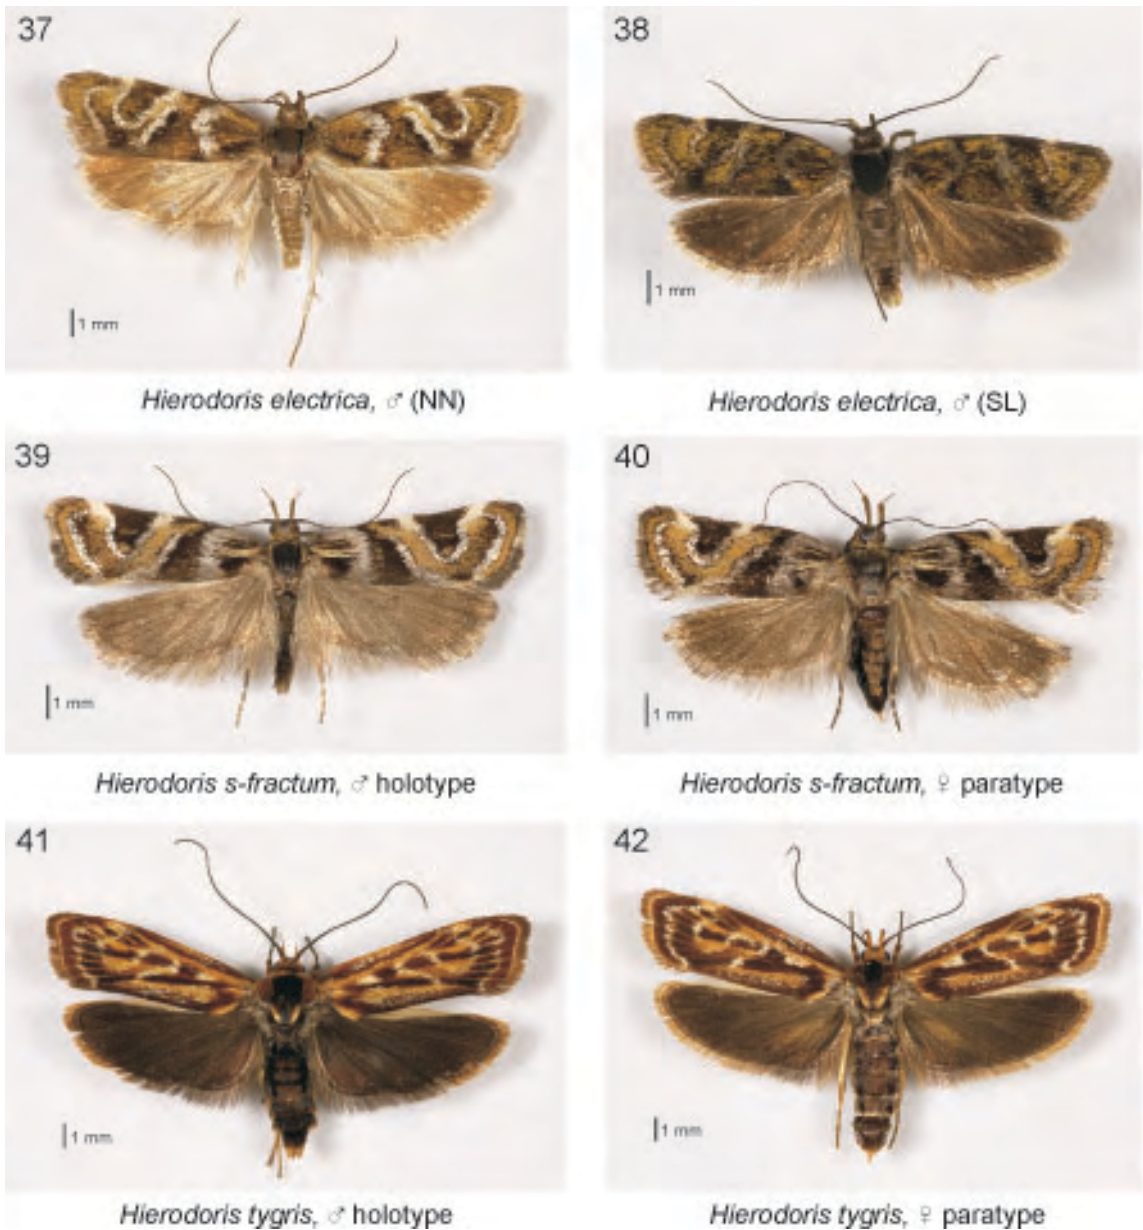 37
38
1 mm
1 mm
Hierodoris electrica, ♂ (NN)
Hierodoris electrica, ♂ (SL)
39
40
1 mm
1 mm
Hierodoris s-fractum, ♂ holotype
Hierodoris s-fractum, ♀ paratype
41
42
1 mm
1 mm
Hierodoris tygris, ♂ holotype
Hierodoris tygris, ♀ paratype